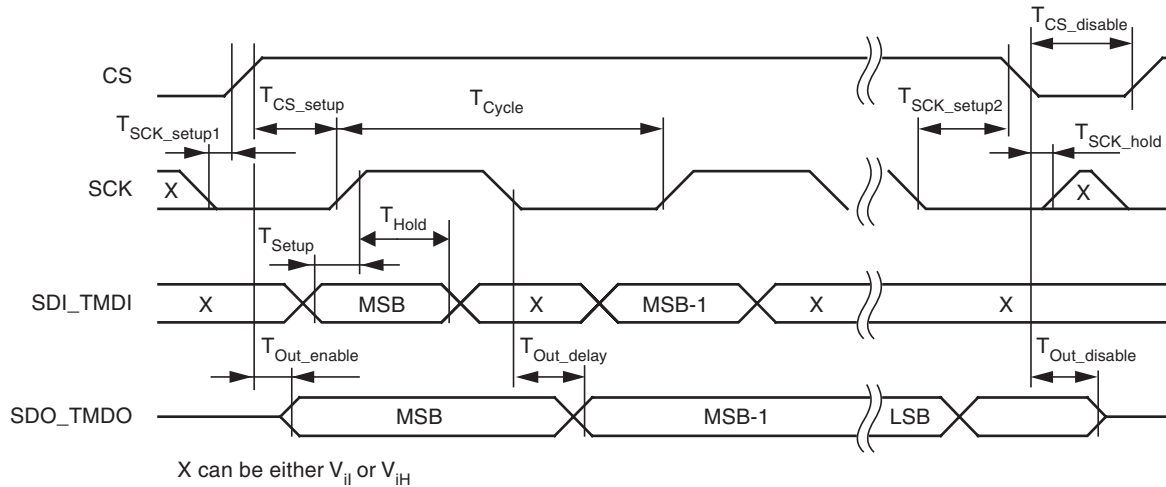 T_CS_disable
CS
T_CS_setup
T_Cycle
T_SCK_setup2
T_SCK_setup1
T_SCK_hold
SCK
X
X
T_Hold
T_Setup
SDI_TMDI
X
MSB
X
MSB-1
X
X
T_Out_enable
T_Out_delay
T_Out_disable
SDO_TMDO
MSB
MSB-1
LSB
X can be either V_il or V_iH